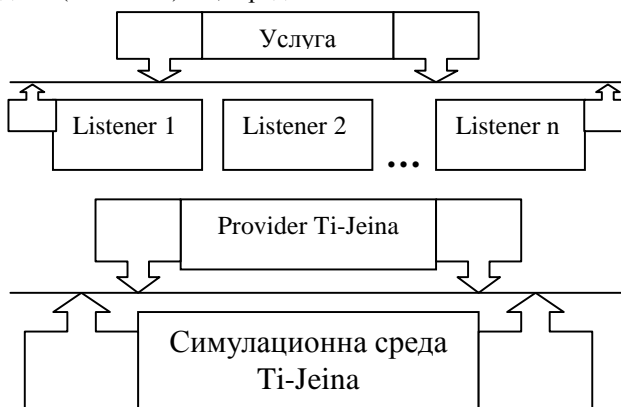 Услуга
Listener 1 Listener 2 ... Listener n
Provider Ti-Jeina
Симулационна среда
Ti-Jeina